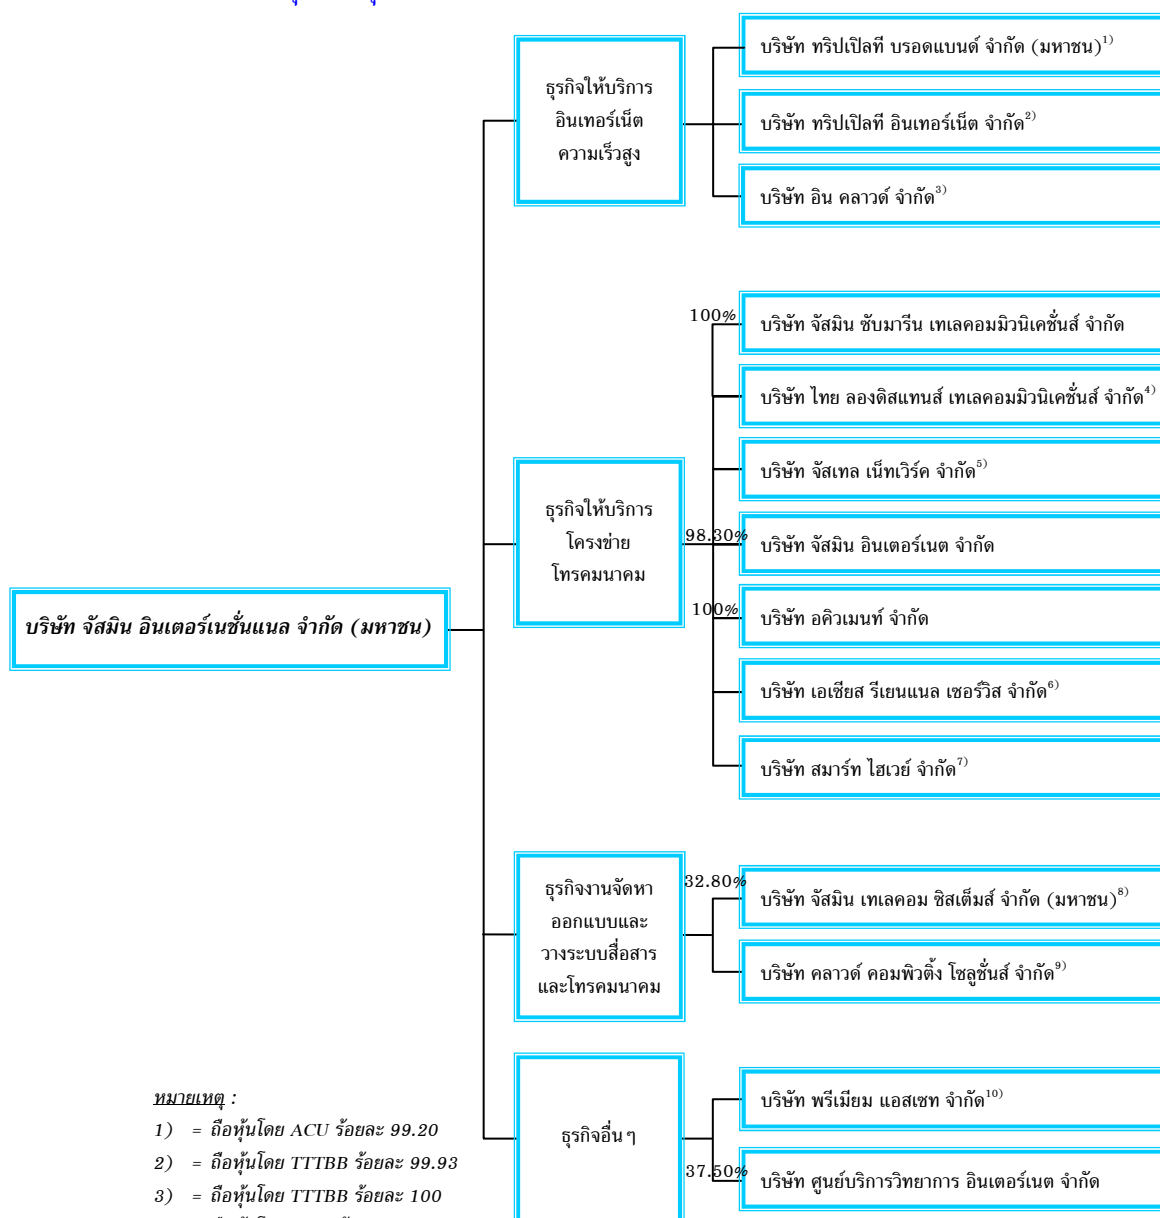 บริษัท ทริปเปิลที บรอดแบนด์ จำกัด (มหาชน)1)
ธุรกิจให้บริการ
อินเทอร์เน็ต
ความเร็วสูง
บริษัท ทริปเปิลที อินเทอร์เน็ต จำกัด2)
บริษัท อิน คลาวด์ จำกัด3)
100%
บริษัท จัสมิน ซับมารีน เทเลคอมมิวนิเคชั่นส์ จำกัด
บริษัท ไทย ลองดิสแทนส์ เทเลคอมมิวนิเคชั่นส์ จำกัด4)
บริษัท จัสเทล เน็ทเวิร์ค จำกัด5)
ธุรกิจให้บริการ
โครงข่าย
โทรคมนาคม
98.30%
บริษัท จัสมิน อินเตอร์เนต จำกัด
100%
บริษัท อคิวเมนท์ จำกัด
บริษัท จัสมิน อินเตอร์เนชั่นแนล จำกัด (มหาชน)
บริษัท เอเซียส รีเยนแนล เซอร์วิส จำกัด6)
บริษัท สมาร์ท ไฮเวย์ จำกัด7)
ธุรกิจงานจัดหา
ออกแบบและ
วางระบบสื่อสาร
และโทรคมนาคม
32.80%
บริษัท จัสมิน เทเลคอม ซิสเต็มส์ จำกัด (มหาชน)8)
บริษัท คลาวด์ คอมพิวติ้ง โซลูชั่นส์ จำกัด9)
ธุรกิจอื่น ๆ
บริษัท พรีเมียม แอสเซท จำกัด10)
37.50%
บริษัท ศูนย์บริการวิทยาการ อินเตอร์เนต จำกัด
หมายเหตุ :
1) = ถือหุ้นโดย ACU ร้อยละ 99.20
2) = ถือหุ้นโดย TTTBB ร้อยละ 99.93
3) = ถือหุ้นโดย TTTBB ร้อยละ 100